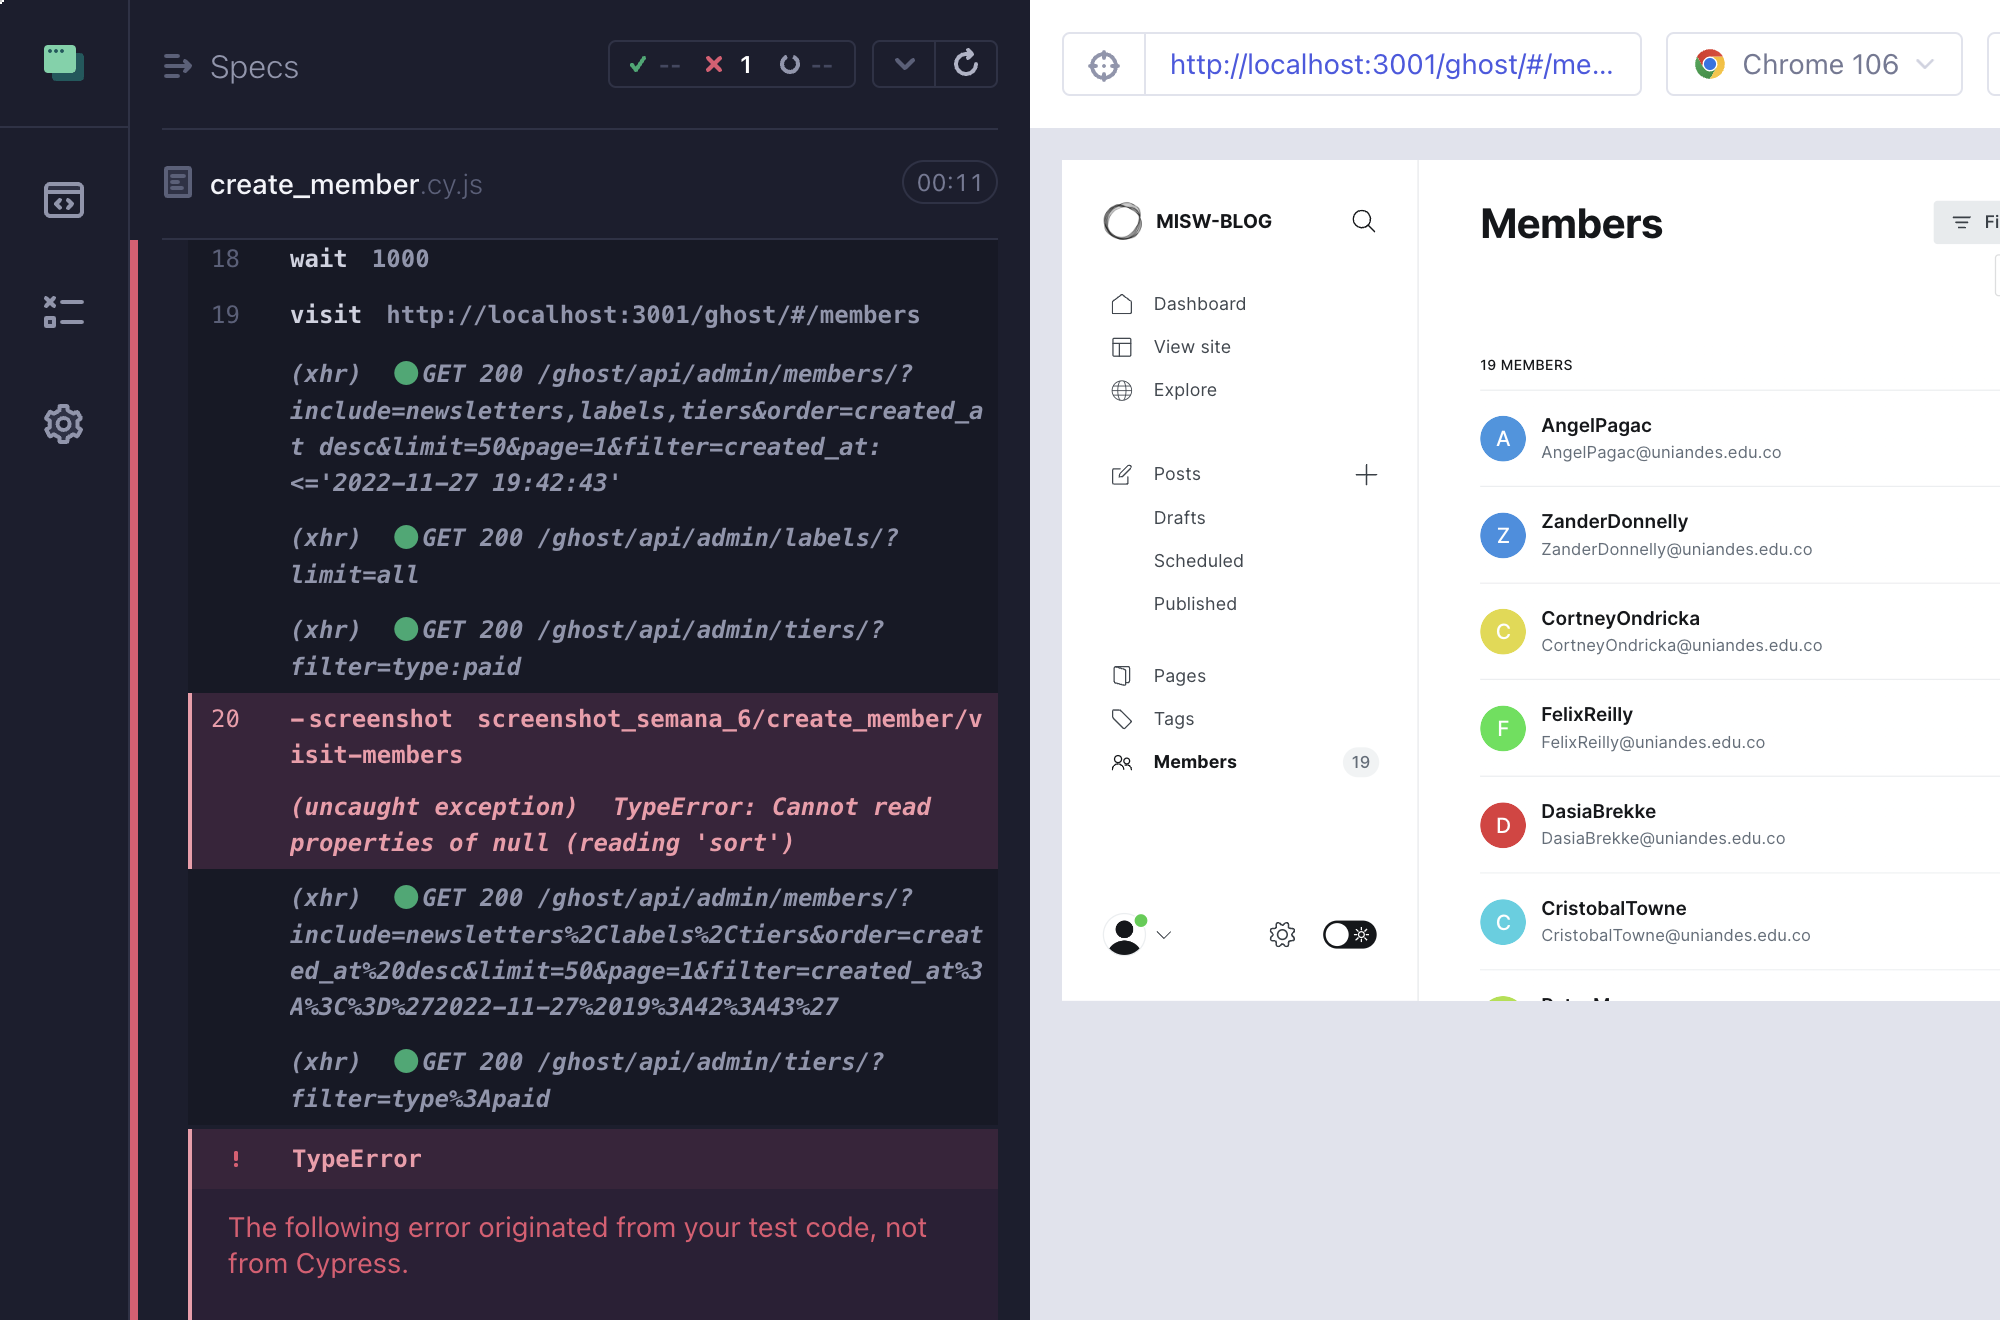 Specs
-- 1 --
create_member.cy.js
00:11
18 wait 1000
19 visit http://localhost:3001/ghost/#/members
(xhr) GET 200 /ghost/api/admin/members/?
include=newsletters,labels,tiers&order=created_a
t desc&limit=50&page=1&filter=created_at:
<='2022-11-27 19:42:43'
(xhr) GET 200 /ghost/api/admin/labels/?
limit=all
(xhr) GET 200 /ghost/api/admin/tiers/?
filter=type:paid
20 -screenshot screenshot_semana_6/create_member/v
isit-members
(uncaught exception) TypeError: Cannot read
properties of null (reading 'sort')
(xhr) GET 200 /ghost/api/admin/members/?
include=newsletters%2Clabels%2Ctiers&order=creat
ed_at%20desc&limit=50&page=1&filter=created_at%3
A%3C%3D%272022-11-27%2019%3A42%3A43%27
(xhr) GET 200 /ghost/api/admin/tiers/?
filter=type%3Apaid
! TypeError
The following error originated from your test code, not
from Cypress.
http://localhost:3001/ghost/#/me...
Chrome 106
MISW-BLOG
Dashboard
View site
Explore
Posts
Drafts
Scheduled
Published
Pages
Tags
Members 19
Members
Fi
19 MEMBERS
A
AngelPagac
AngelPagac@uniandes.edu.co
Z
ZanderDonnelly
ZanderDonnelly@uniandes.edu.co
C
CortneyOndricka
CortneyOndricka@uniandes.edu.co
F
FelixReilly
FelixReilly@uniandes.edu.co
D
DasiaBrekke
DasiaBrekke@uniandes.edu.co
C
CristobalTowne
CristobalTowne@uniandes.edu.co